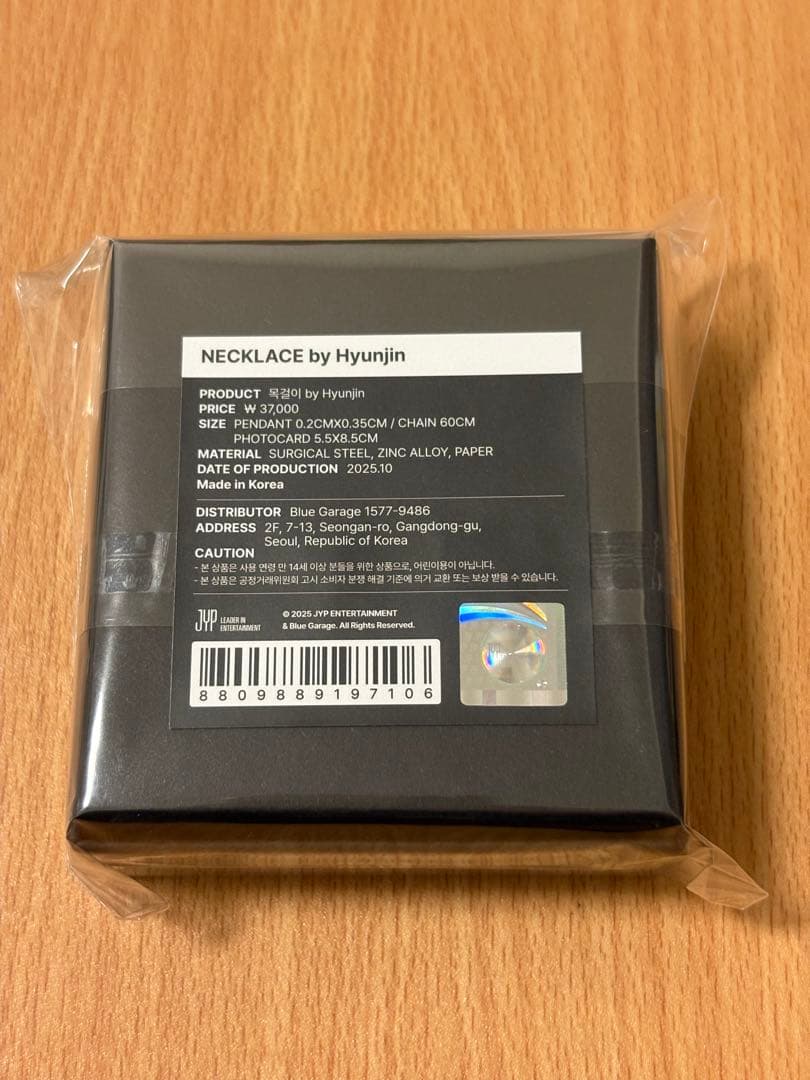 NECKLACE by Hyunjin
PRODUCT 목걸이 by Hyunjin
PRICE ₩ 37,000
SIZE PENDANT 0.2CMX0.35CM / CHAIN 60CM
PHOTOCARD 5.5X8.5CM
MATERIAL SURGICAL STEEL, ZINC ALLOY, PAPER
DATE OF PRODUCTION 2025.10
Made in Korea
DISTRIBUTOR Blue Garage 1577-9486
ADDRESS 2F, 7-13, Seongan-ro, Gangdong-gu,
Seoul, Republic of Korea
CAUTION
- 본 상품은 사용 연령 만 14세 이상 분들을 위한 상품으로, 어린이용이 아닙니다.
- 본 상품은 공정거래위원회 고시 소비자 분쟁 해결 기준에 의거 교환 또는 보상 받을 수 있습니다.
JYP LEADER IN
ENTERTAINMENT
© 2025 JYP ENTERTAINMENT
& Blue Garage. All Rights Reserved.
8809889197106
JYP